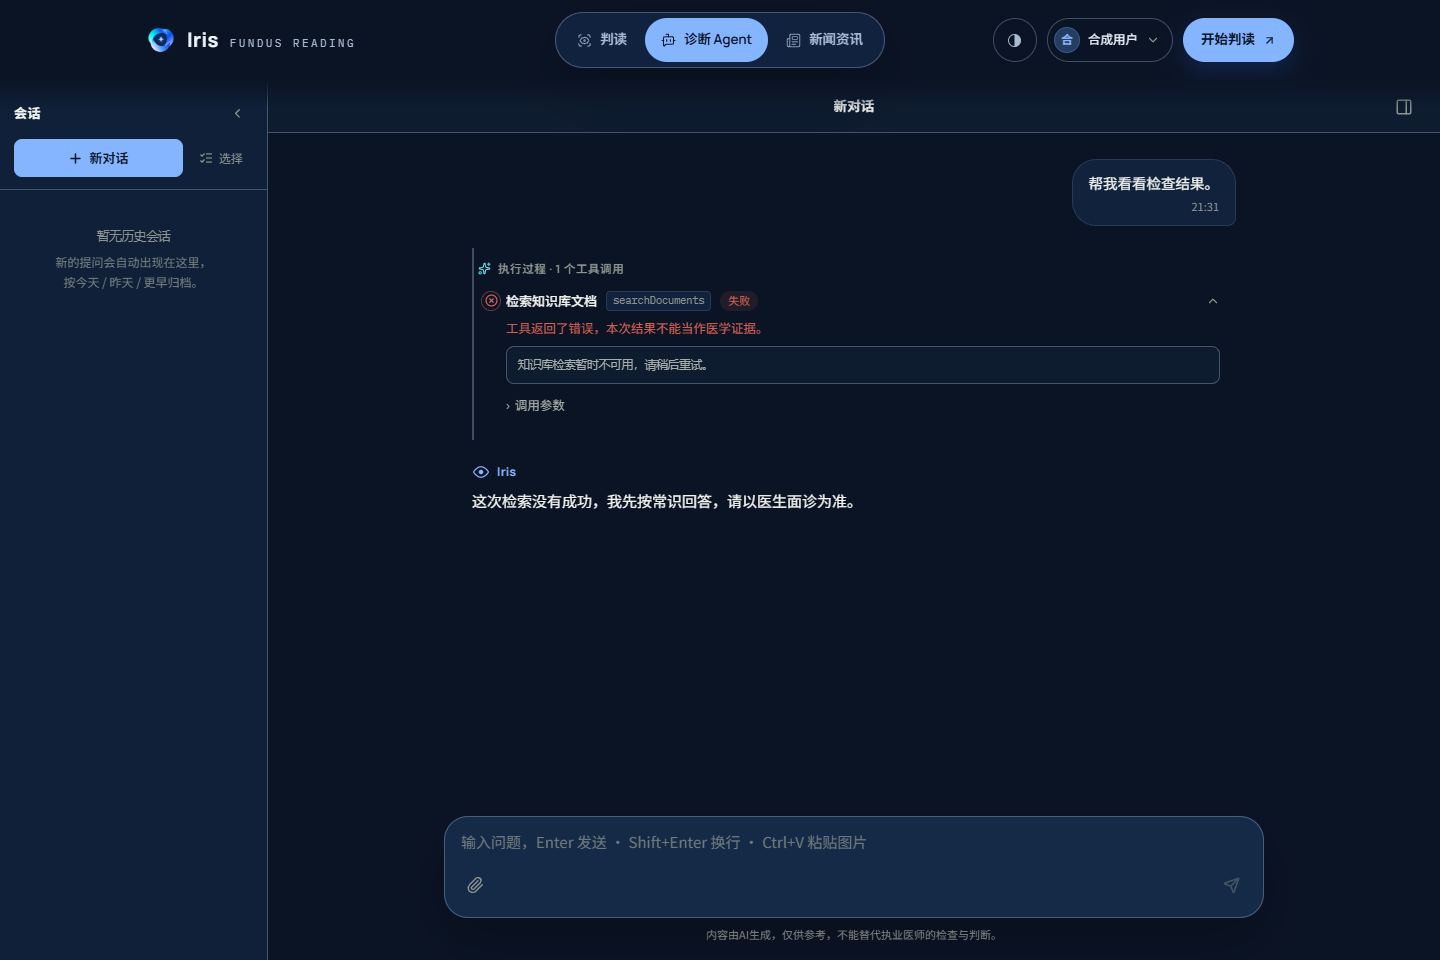 Iris FUNDUS READING
判读
诊断 Agent
新闻资讯
合 合成用户
开始判读
会话
新对话
选择
暂无历史会话
新的提问会自动出现在这里，
按今天 / 昨天 / 更早归档。
新对话
帮我看看检查结果。
21:31
执行过程 · 1 个工具调用
检索知识库文档 searchDocuments 失败
工具返回了错误，本次结果不能当作医学证据。
知识库检索暂时不可用，请稍后重试。
› 调用参数
Iris
这次检索没有成功，我先按常识回答，请以医生面诊为准。
输入问题，Enter 发送 · Shift+Enter 换行 · Ctrl+V 粘贴图片
内容由AI生成，仅供参考，不能替代执业医师的检查与判断。